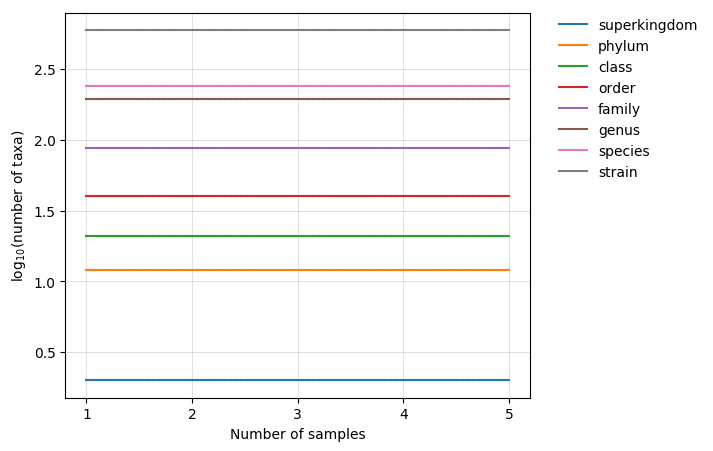 superkingdom
phylum
class
order
family
genus
species
strain
log₁₀(number of taxa)
2.5
2.0
1.5
1.0
0.5
1 2 3 4 5
Number of samples